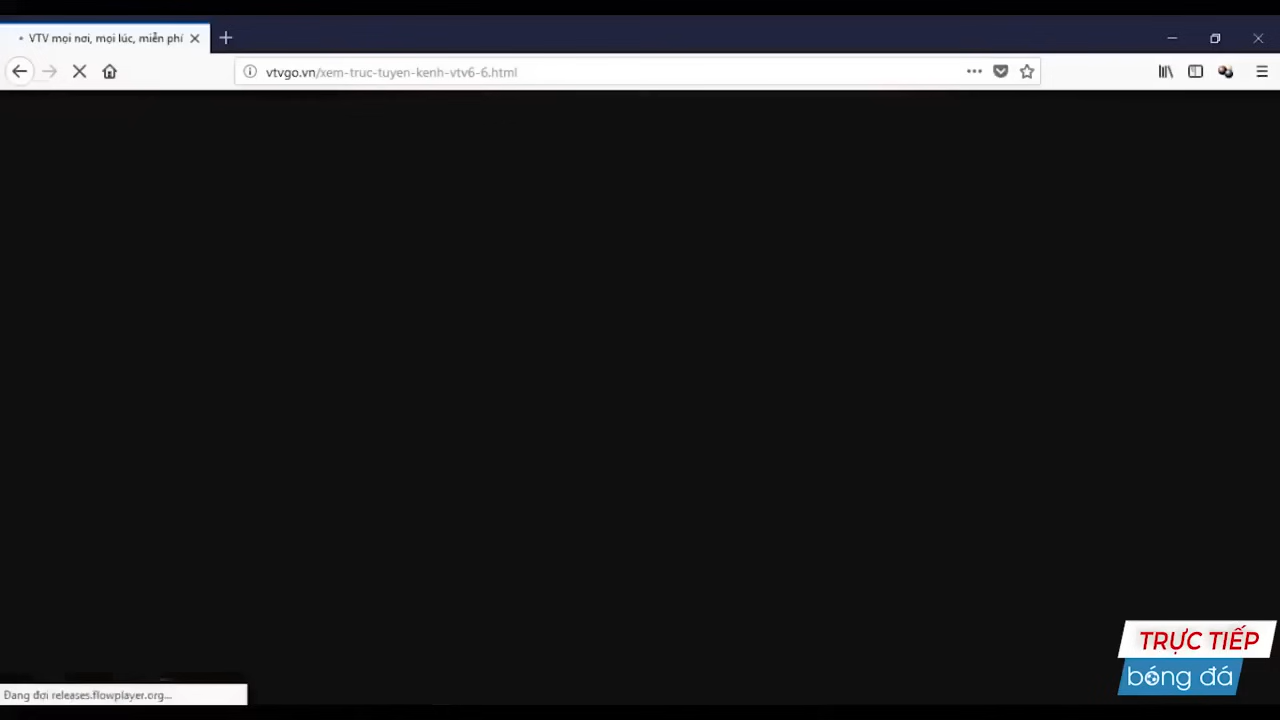 VTV mọi nơi, mọi lúc, miễn phí
vtvgo.vn/xem-truc-tuyen-kenh-vtv6-6.html
TRỰC TIẾP
bóng đá
Đang đợi releases.flowplayer.org...